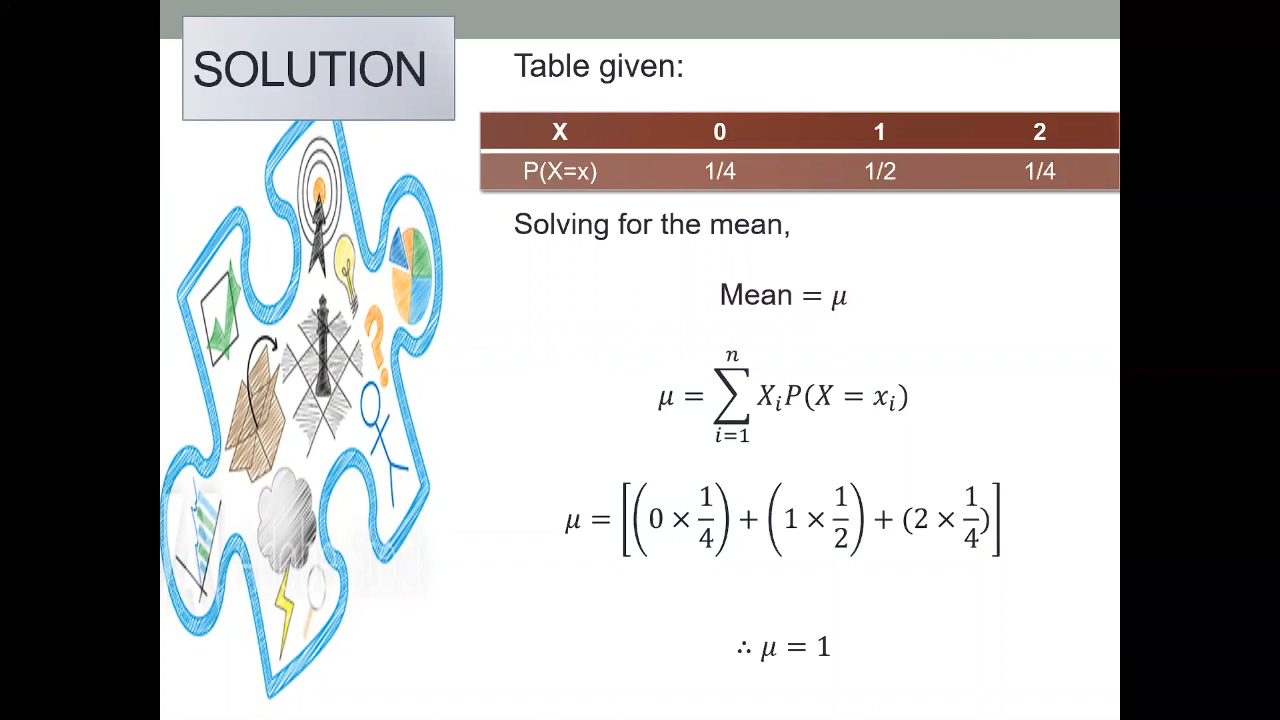 SOLUTION
Table given:
X 0 1 2
P(X=x) 1/4 1/2 1/4
Solving for the mean,
Mean = μ
μ = ∑_{i=1}^{n} X_i P(X = x_i)
μ = [(0 × 1/4) + (1 × 1/2) + (2 × 1/4)]
∴ μ = 1